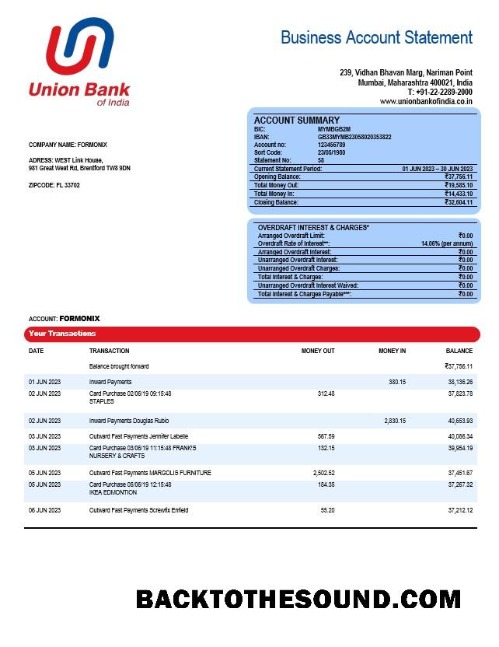 Union Bank
of India
Business Account Statement
239, Vidhan Bhavan Marg, Nariman Point
Mumbai, Maharashtra 400021, India
T: +91-22-2289-2000
www.unionbankofindia.co.in
ACCOUNT SUMMARY
BIC: MYMBGB2M
IBAN: GB33MYMB23058020353822
Account no: 123456789
Sort Code: 23/05/1980
Statement No: 58
Current Statement Period: 01 JUN 2023 – 30 JUN 2023
Opening Balance: ₹37,756.11
Total Money Out: ₹19,585.10
Total Money In: ₹14,433.10
Closing Balance: ₹32,604.11
COMPANY NAME: FORMONIX
ADRESS: WEST Link House,
981 Great West Rd, Brentford TW8 9DN
ZIPCODE: FL 33702
OVERDRAFT INTEREST & CHARGES*
Arranged Overdraft Limit: ₹0.00
Overdraft Rate of Interest**: 14.06% (per annum)
Arranged Overdraft Interest: ₹0.00
Unarranged Overdraft Interest: ₹0.00
Unarranged Overdraft Charges: ₹0.00
Total Interest & Charges: ₹0.00
Unarranged Overdraft Interest Waived: ₹0.00
Total Interest & Charges Payable***: ₹0.00
ACCOUNT: FORMONIX
Your Transactions
DATE TRANSACTION MONEY OUT MONEY IN BALANCE
Balance brought forward ₹37,756.11
01 JUN 2023 Inward Payments 380.15 38,136.26
02 JUN 2023 Card Purchase 02/06/19 09:15:48 312.48 37,823.78
STAPLES
02 JUN 2023 Inward Payments Douglas Rubio 2,830.15 40,653.93
03 JUN 2023 Outward Fast Payments Jennifer Labelle 567.59 40,086.34
03 JUN 2023 Card Purchase 03/06/19 11:15:48 FRANK'S 132.15 39,954.19
NURSERY & CRAFTS
05 JUN 2023 Outward Fast Payments MARGOLIS FURNITURE 2,502.52 37,451.67
05 JUN 2023 Card Purchase 05/06/19 12:15:48 184.35 37,267.32
IKEA EDMONTION
06 JUN 2023 Outward Fast Payments Screwfix Enfield 55.20 37,212.12
BACKTOTHESOUND.COM